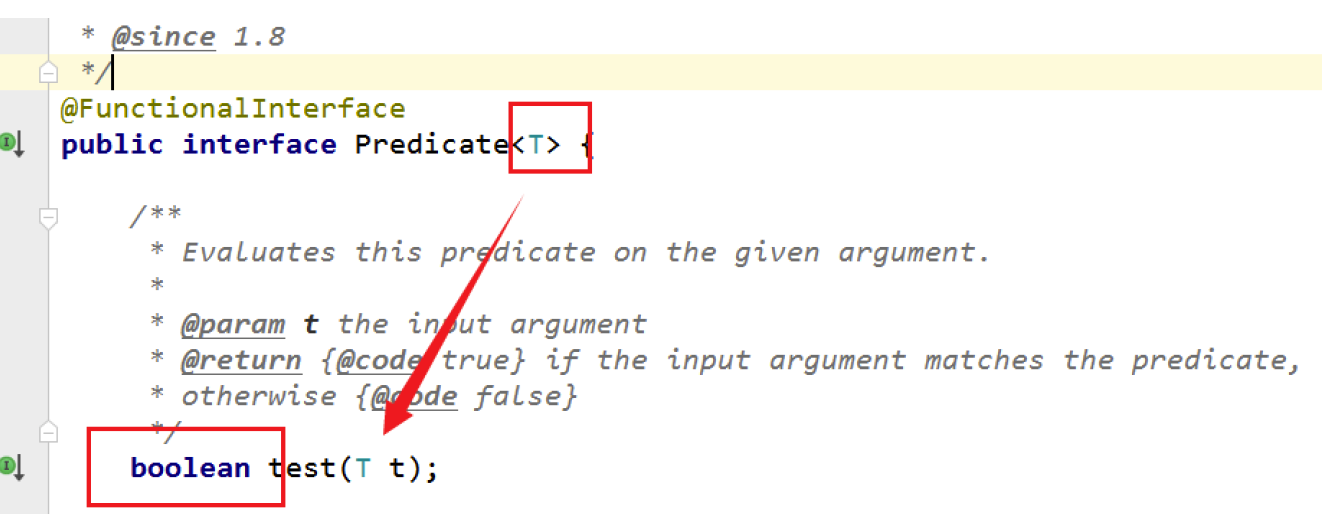 * @since 1.8
*/
@FunctionalInterface
public interface Predicate<T> {
/**
* Evaluates this predicate on the given argument.
*
* @param t the input argument
* @return {@code true} if the input argument matches the predicate,
* otherwise {@code false}
*/
boolean test(T t);